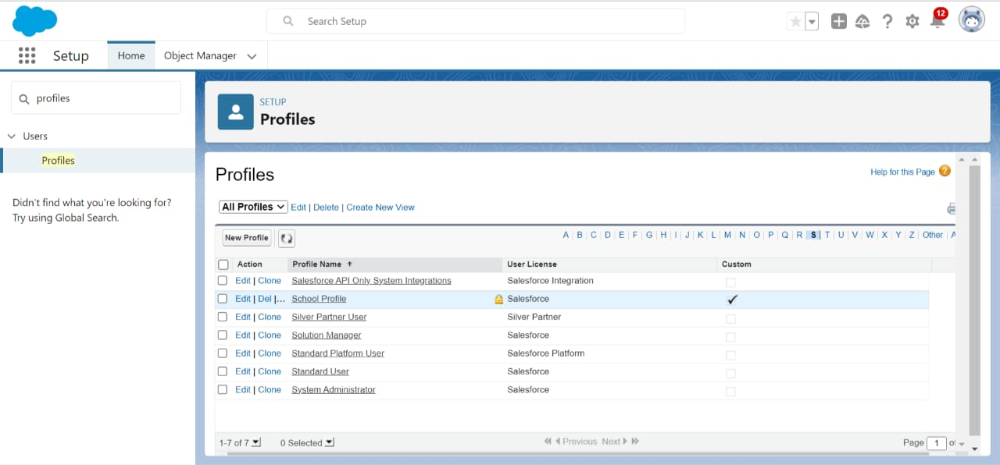 Search Setup
12
Setup Home Object Manager
profiles
Users
Profiles
Didn't find what you're looking for?
Try using Global Search.
SETUP
Profiles
Profiles
Help for this Page ?
All Profiles Edit | Delete | Create New View
New Profile A | B | C | D | E | F | G | H | I | J | K | L | M | N | O | P | Q | R | S | T | U | V | W | X | Y | Z | Other | A
Action Profile Name ↑ User License Custom
Edit | Clone Salesforce API Only System Integrations Salesforce Integration
Edit | Del |... School Profile Salesforce ✓
Edit | Clone Silver Partner User Silver Partner
Edit | Clone Solution Manager Salesforce
Edit | Clone Standard Platform User Salesforce Platform
Edit | Clone Standard User Salesforce
Edit | Clone System Administrator Salesforce
1-7 of 7 0 Selected Previous Next Page 1